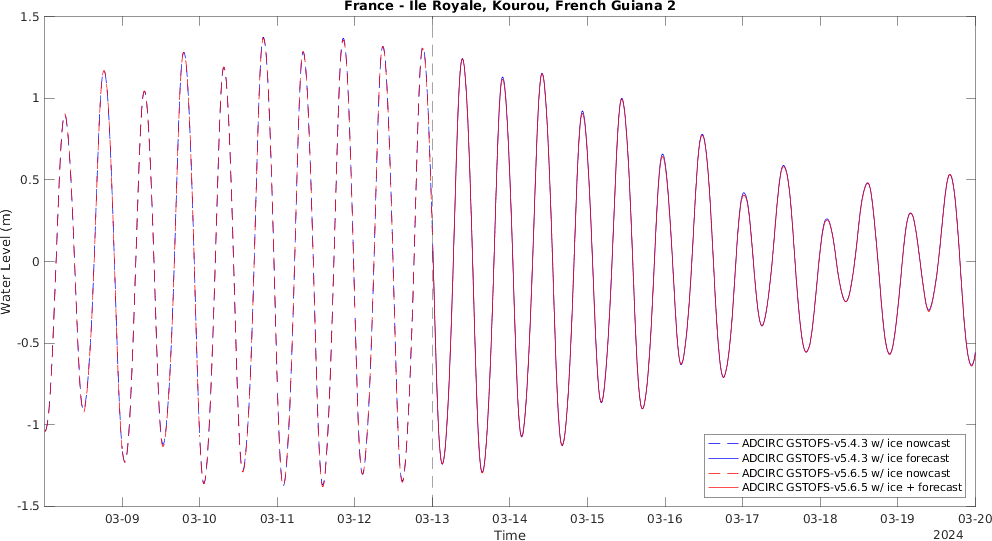 France - Ile Royale, Kourou, French Guiana 2
Water Level (m)
1.5
1
0.5
0
-0.5
-1
-1.5
ADCIRC GSTOFS-v5.4.3 w/ ice nowcast
ADCIRC GSTOFS-v5.4.3 w/ ice forecast
ADCIRC GSTOFS-v5.6.5 w/ ice nowcast
ADCIRC GSTOFS-v5.6.5 w/ ice + forecast
03-09 03-10 03-11 03-12 03-13 03-14 03-15 03-16 03-17 03-18 03-19 03-20
Time
2024